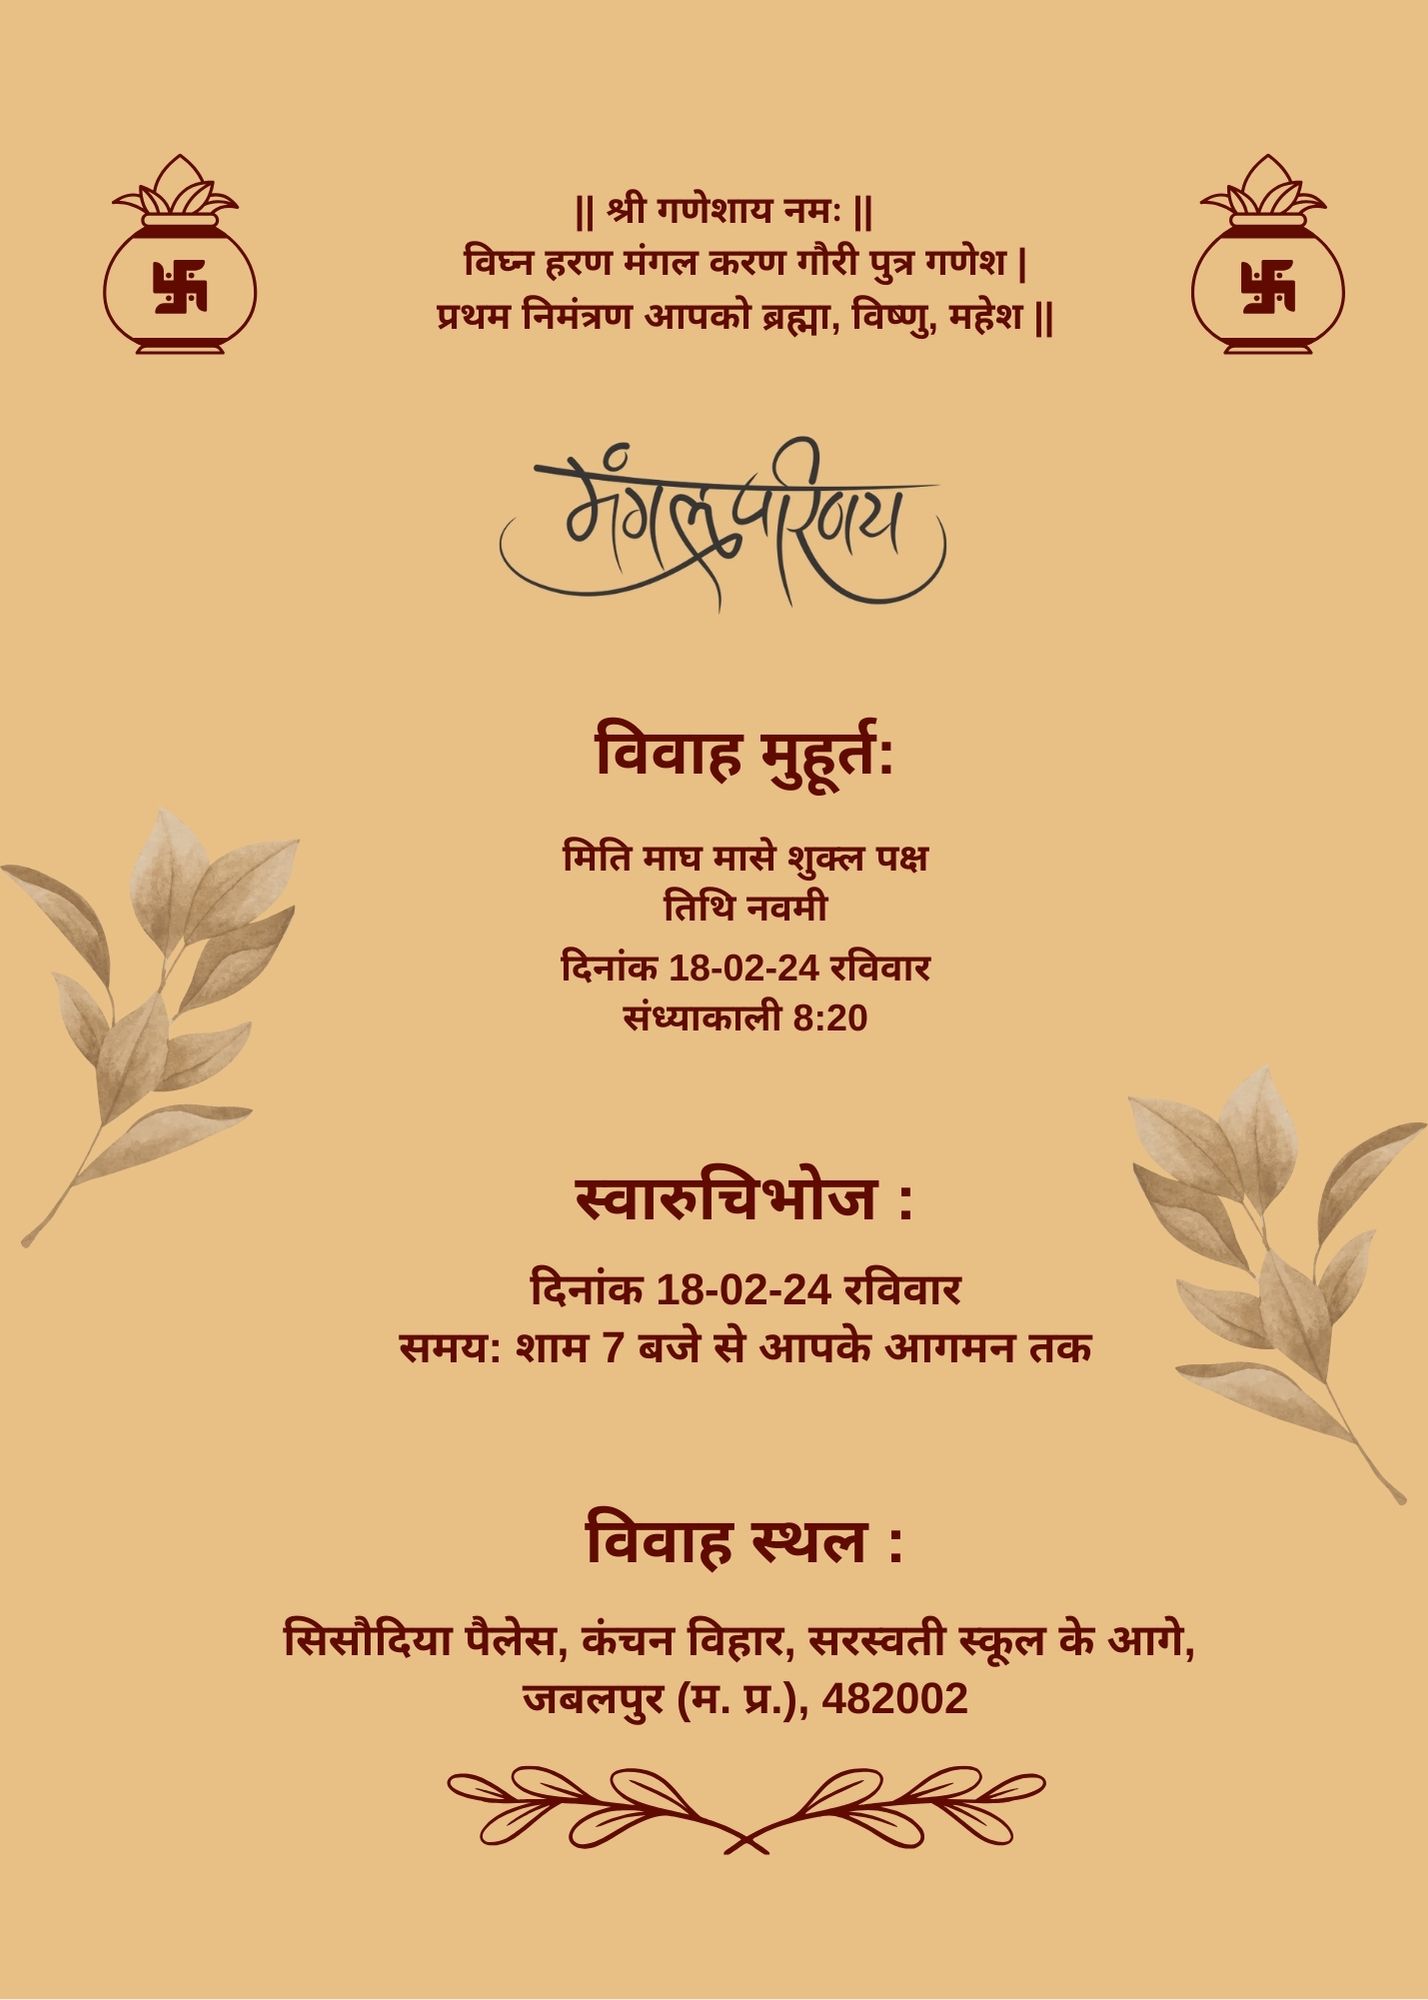 || श्री गणेशाय नमः ||
विघ्न हरण मंगल करण गौरी पुत्र गणेश |
प्रथम निमंत्रण आपको ब्रह्मा, विष्णु, महेश ||
मंगल परिणय
विवाह मुहूर्त:
मिति माघ मासे शुक्ल पक्ष
तिथि नवमी
दिनांक 18-02-24 रविवार
संध्याकाली 8:20
स्वारुचिभोज :
दिनांक 18-02-24 रविवार
समय: शाम 7 बजे से आपके आगमन तक
विवाह स्थल :
सिसौदिया पैलेस, कंचन विहार, सरस्वती स्कूल के आगे,
जबलपुर (म. प्र.), 482002